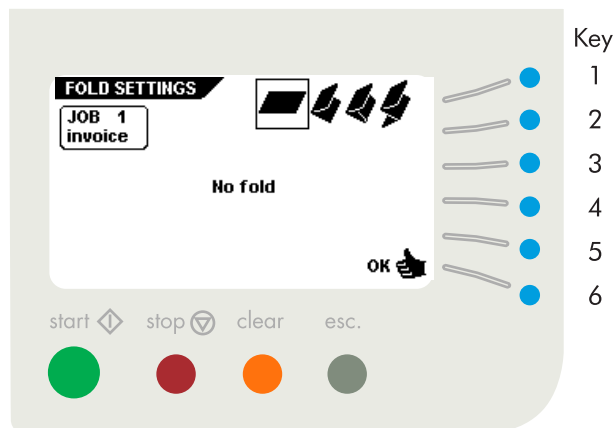 Key
1
FOLD SETTINGS
JOB 1
invoice
2
3
No fold
4
5
OK
6
start stop clear esc.